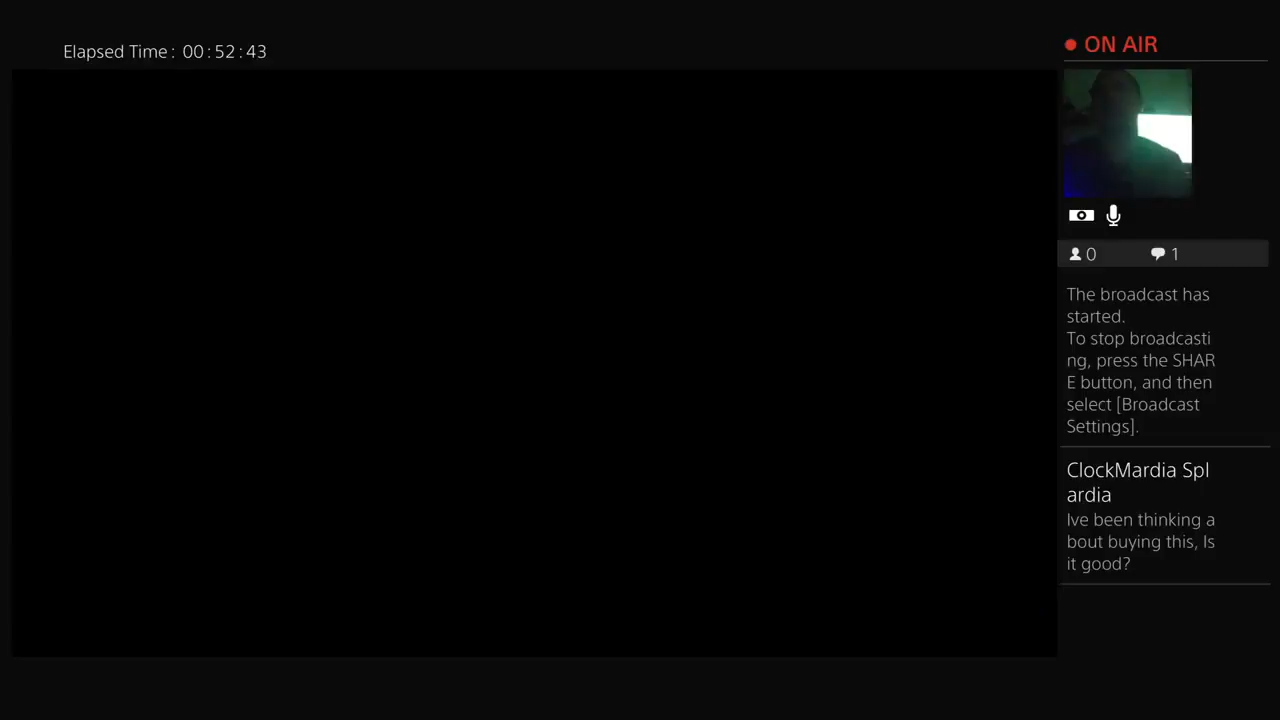 Elapsed Time : 00:52:43
ON AIR
0 1
The broadcast has
started.
To stop broadcasti
ng, press the SHAR
E button, and then
select [Broadcast
Settings].
ClockMardia Spl
ardia
Ive been thinking a
bout buying this, Is
it good?